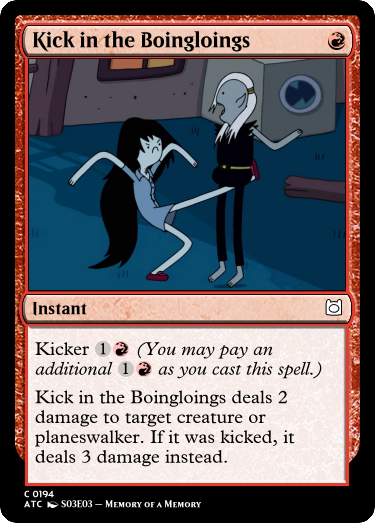 Kick in the Boingloings
Instant
Kicker 1 (You may pay an
additional 1 as you cast this spell.)
Kick in the Boingloings deals 2
damage to target creature or
planeswalker. If it was kicked, it
deals 3 damage instead.
C 0194
ATC S03E03 – Memory of a Memory